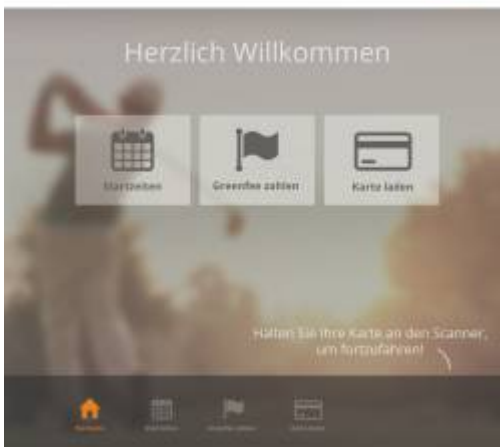 Herzlich Willkommen
Startzeiten
Greenfee zahlen
Karte laden
Halten Sie Ihre Karte an den Scanner,
um fortzufahren!